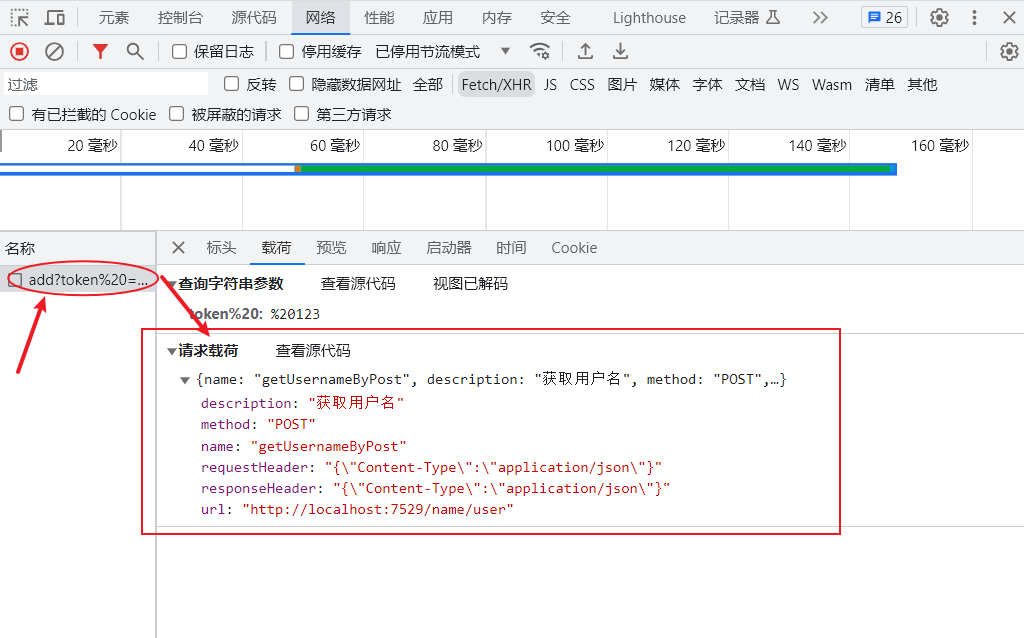 元素 控制台 源代码 网络 性能 应用 内存 安全 Lighthouse 记录器 26
保留日志 停用缓存 已停用节流模式
过滤 反转 隐藏数据网址 全部 Fetch/XHR JS CSS 图片 媒体 字体 文档 WS Wasm 清单 其他
有已拦截的 Cookie 被屏蔽的请求 第三方请求
20 毫秒 40 毫秒 60 毫秒 80 毫秒 100 毫秒 120 毫秒 140 毫秒 160 毫秒
名称 标头 载荷 预览 响应 启动器 时间 Cookie
add?token%20=...
查询字符串参数 查看源代码 视图已解码
token%20: %20123
请求载荷 查看源代码
{name: "getUsernameByPost", description: "获取用户名", method: "POST",…}
description: "获取用户名"
method: "POST"
name: "getUsernameByPost"
requestHeader: "{\"Content-Type\":\"application/json\"}"
responseHeader: "{\"Content-Type\":\"application/json\"}"
url: "http://localhost:7529/name/user"